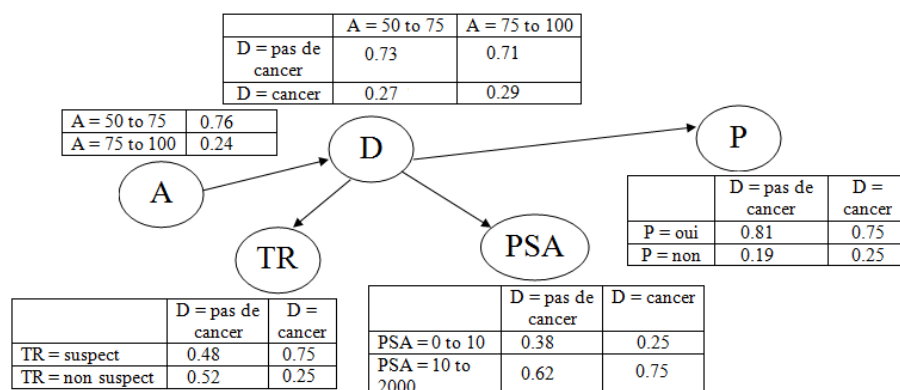 A = 50 to 75 A = 75 to 100
D = pas de cancer 0.73 0.71
D = cancer 0.27 0.29
A = 50 to 75 0.76
A = 75 to 100 0.24
D
P
A
D = pas de cancer D = cancer
P = oui 0.81 0.75
P = non 0.19 0.25
TR
PSA
D = pas de cancer D = cancer
TR = suspect 0.48 0.75
TR = non suspect 0.52 0.25
D = pas de cancer D = cancer
PSA = 0 to 10 0.38 0.25
PSA = 10 to 2000 0.62 0.75